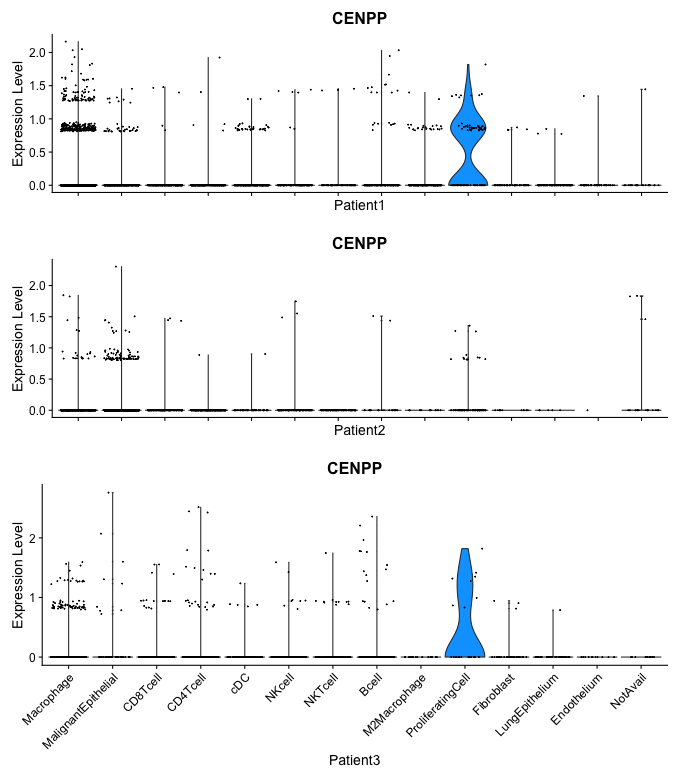 CENPP
Expression Level
2.0
1.5
1.0
0.5
0.0
Patient1
CENPP
Expression Level
2.0
1.5
1.0
0.5
0.0
Patient2
CENPP
Expression Level
2
1
0
Macrophage
MalignantEpithelial
CD8Tcell
CD4Tcell
cDC
NKcell
NKTcell
Bcell
M2Macrophage
ProliferatingCell
Fibroblast
LungEpithelium
Endothelium
NotAvail
Patient3